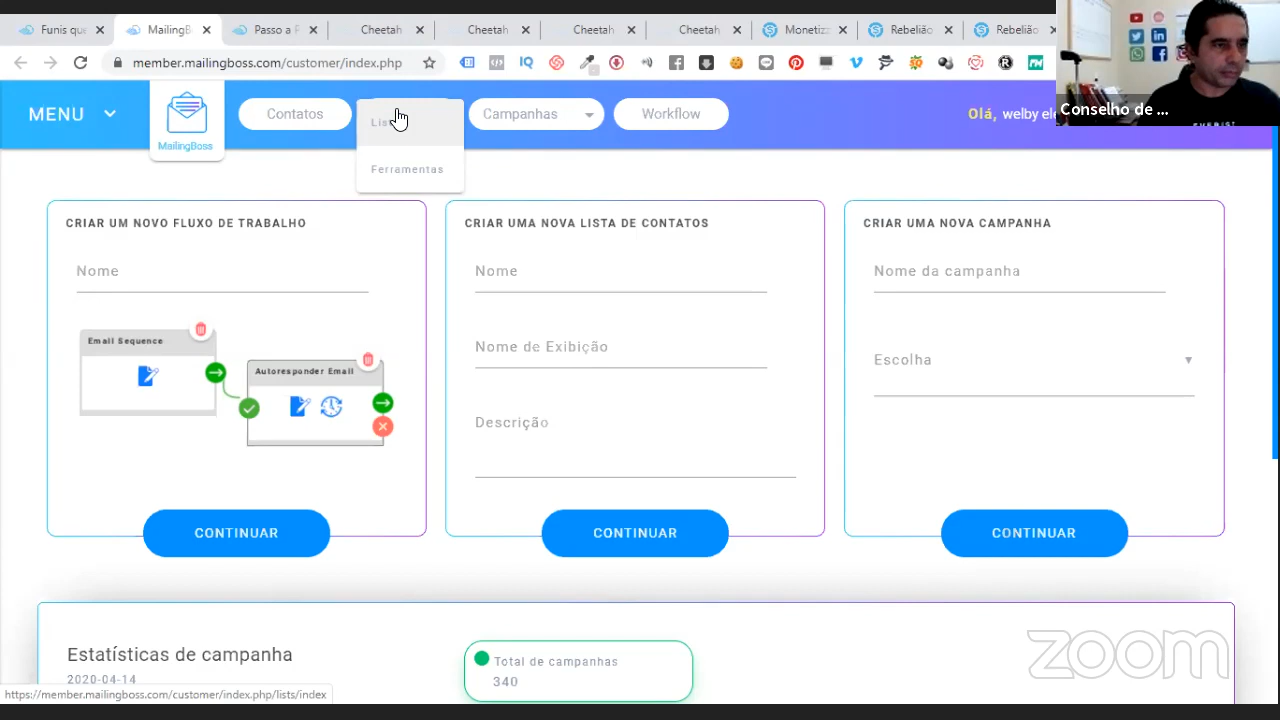 Funis que
MailingB
Passo a F
Cheetah
Cheetah
Cheetah
Cheetah
Monetizz
Rebelião
Rebelião
member.mailingboss.com/customer/index.php
IQ
MENU
MailingBoss
Contatos
Campanhas
Workflow
Olá, welby ele
Conselho de ...
Ferramentas
CRIAR UM NOVO FLUXO DE TRABALHO
Nome
Email Sequence
Autoresponder Email
CONTINUAR
CRIAR UMA NOVA LISTA DE CONTATOS
Nome
Nome de Exibição
Descrição
CONTINUAR
CRIAR UMA NOVA CAMPANHA
Nome da campanha
Escolha
CONTINUAR
Estatísticas de campanha
2020-04-14
Total de campanhas
340
zoom
https://member.mailingboss.com/customer/index.php/lists/index